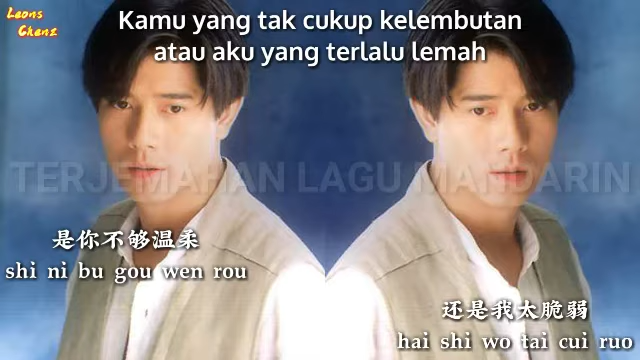 Leons
Chenz
Kamu yang tak cukup kelembutan
atau aku yang terlalu lemah
TERJEMAHAN LAGU MANDARIN
是你不够温柔
shi ni bu gou wen rou
还是我太脆弱
hai shi wo tai cui ruo